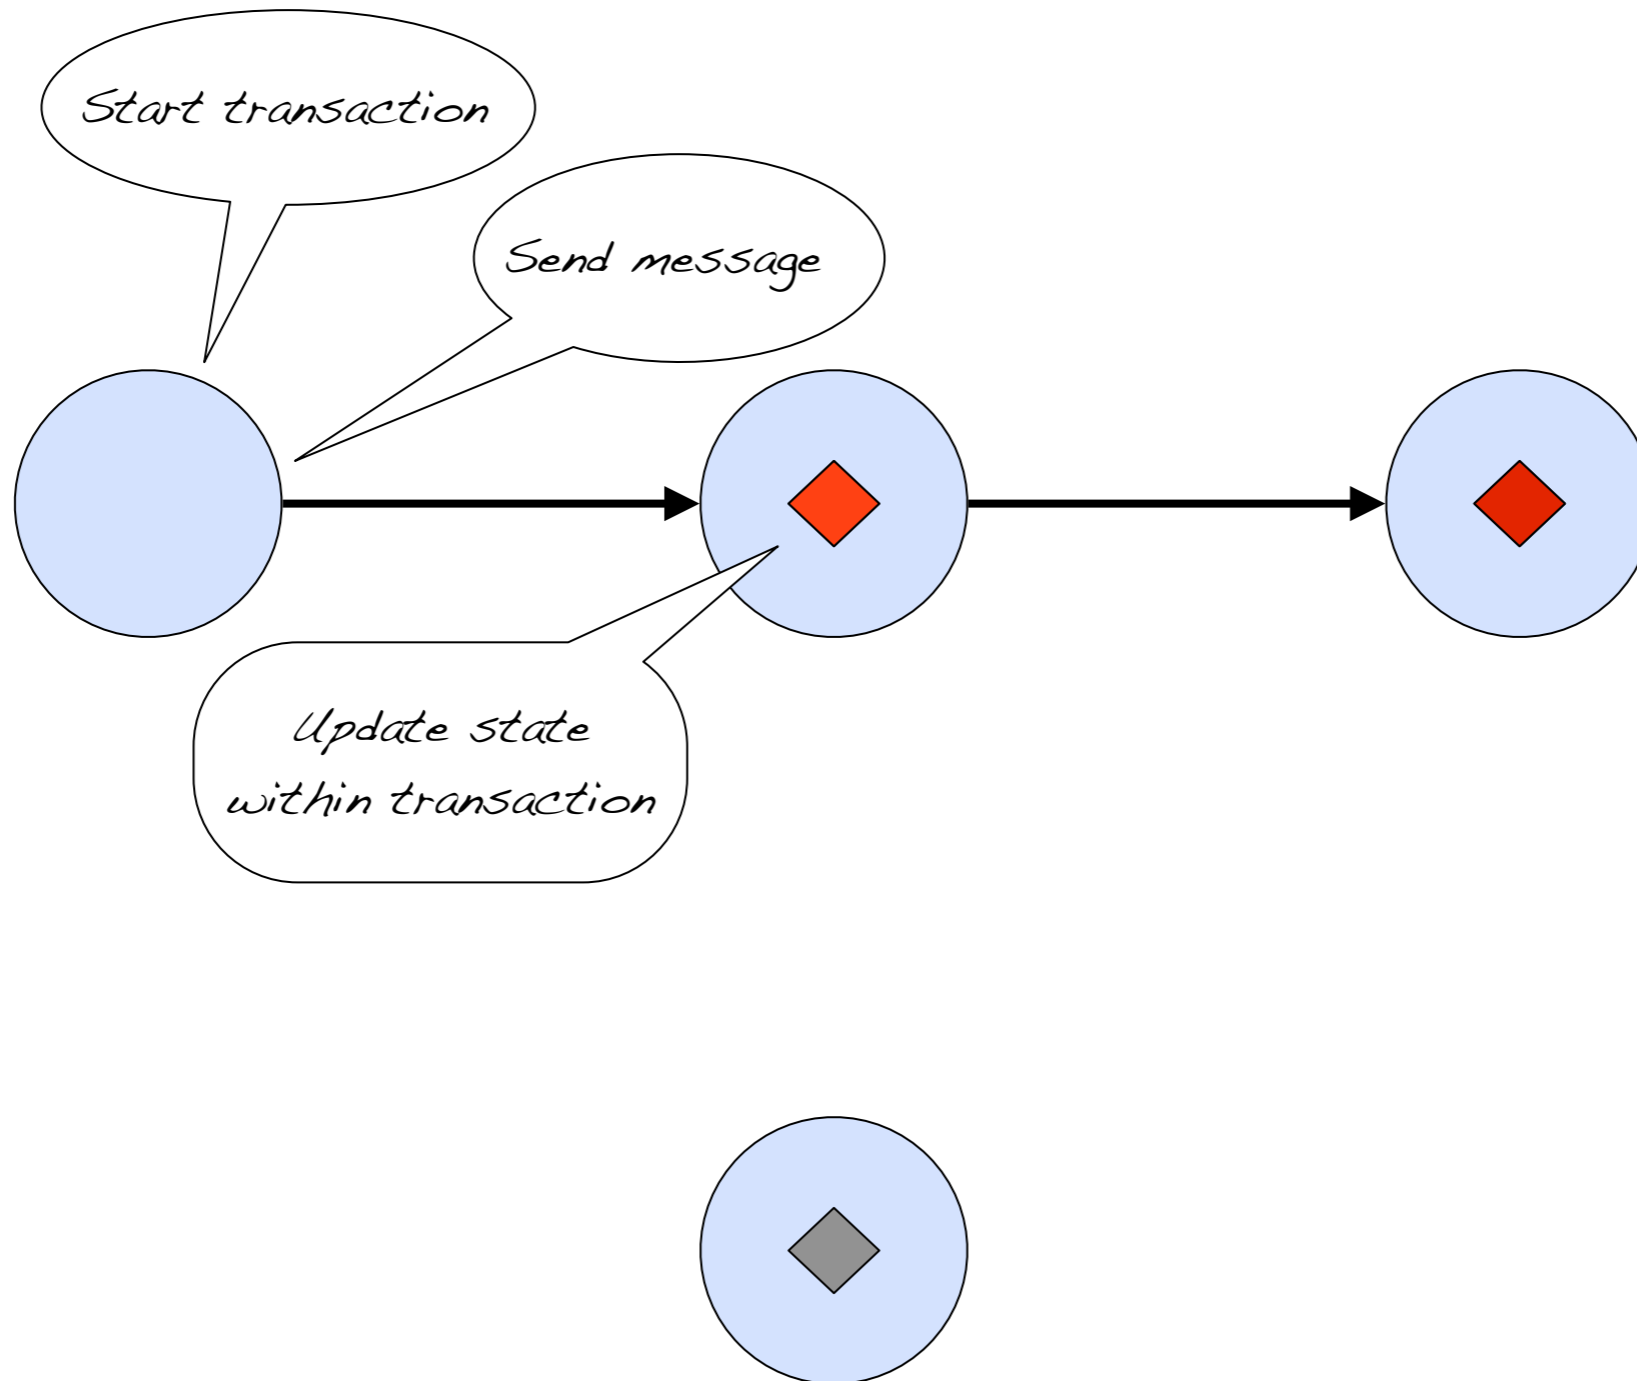 Start transaction
Send message
Update state
within transaction